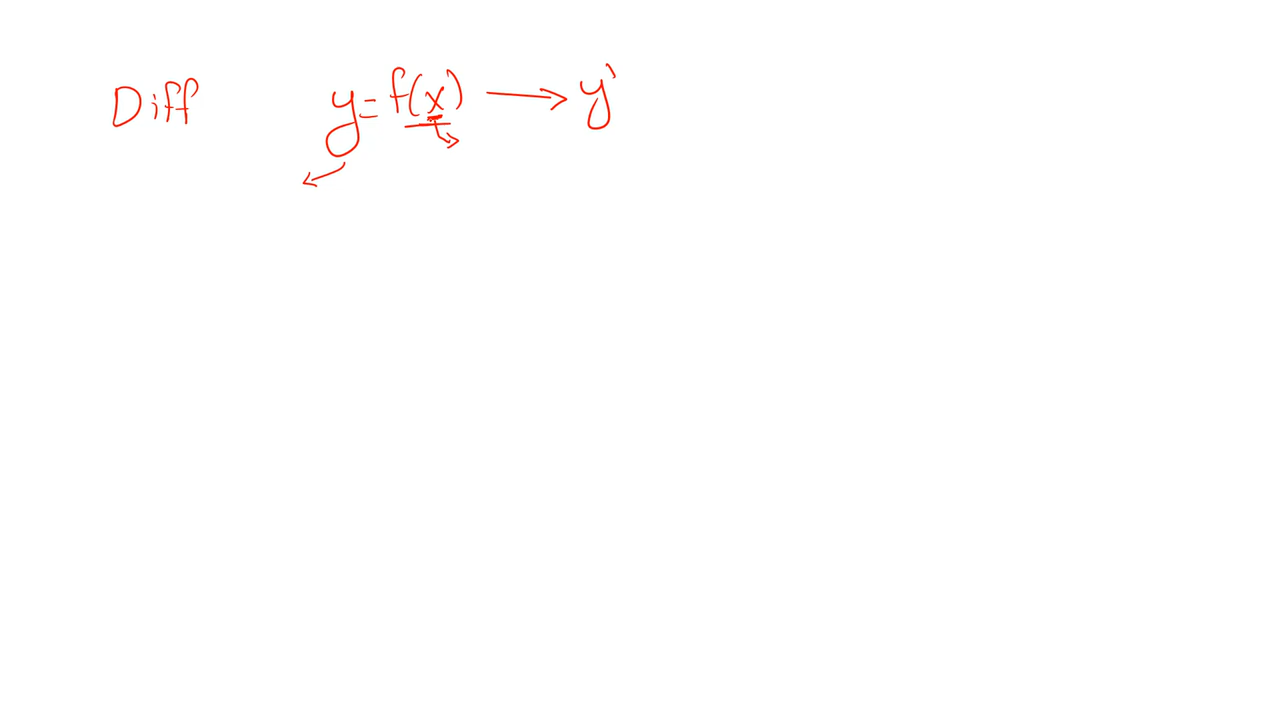 Diff y = f(x) → y'